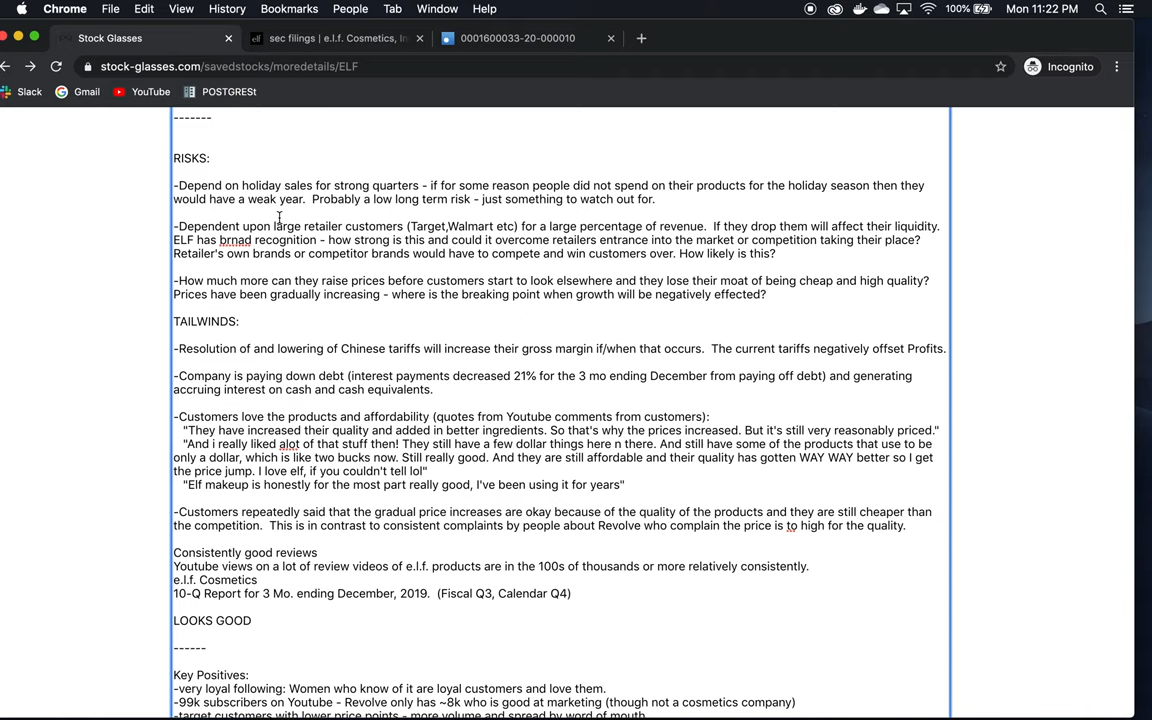 Chrome File Edit View History Bookmarks People Tab Window Help 100% Mon 11:22 PM
Stock Glasses sec filings | e.l.f. Cosmetics, In 0001600033-20-000010
stock-glasses.com/savedstocks/moredetails/ELF Incognito
Slack Gmail YouTube POSTGRESt
-------
RISKS:
-Depend on holiday sales for strong quarters - if for some reason people did not spend on their products for the holiday season then they
would have a weak year.  Probably a low long term risk - just something to watch out for.
-Dependent upon large retailer customers (Target,Walmart etc) for a large percentage of revenue.  If they drop them will affect their liquidity.
ELF has brnad recognition - how strong is this and could it overcome retailers entrance into the market or competition taking their place?
Retailer's own brands or competitor brands would have to compete and win customers over. How likely is this?
-How much more can they raise prices before customers start to look elsewhere and they lose their moat of being cheap and high quality?
Prices have been gradually increasing - where is the breaking point when growth will be negatively effected?
TAILWINDS:
-Resolution of and lowering of Chinese tariffs will increase their gross margin if/when that occurs.  The current tariffs negatively offset Profits.
-Company is paying down debt (interest payments decreased 21% for the 3 mo ending December from paying off debt) and generating
accruing interest on cash and cash equivalents.
-Customers love the products and affordability (quotes from Youtube comments from customers):
"They have increased their quality and added in better ingredients. So that's why the prices increased. But it's still very reasonably priced."
"And i really liked alot of that stuff then! They still have a few dollar things here n there. And still have some of the products that use to be
only a dollar, which is like two bucks now. Still really good. And they are still affordable and their quality has gotten WAY WAY better so I get
the price jump. I love elf, if you couldn't tell lol"
"Elf makeup is honestly for the most part really good, I've been using it for years"
-Customers repeatedly said that the gradual price increases are okay because of the quality of the products and they are still cheaper than
the competition.  This is in contrast to consistent complaints by people about Revolve who complain the price is to high for the quality.
Consistently good reviews
Youtube views on a lot of review videos of e.l.f. products are in the 100s of thousands or more relatively consistently.
e.l.f. Cosmetics
10-Q Report for 3 Mo. ending December, 2019.  (Fiscal Q3, Calendar Q4)
LOOKS GOOD
------
Key Positives:
-very loyal following: Women who know of it are loyal customers and love them.
-99k subscribers on Youtube - Revolve only has ~8k who is good at marketing (though not a cosmetics company)
-target customers with lower price points - more volume and spread by word of mouth